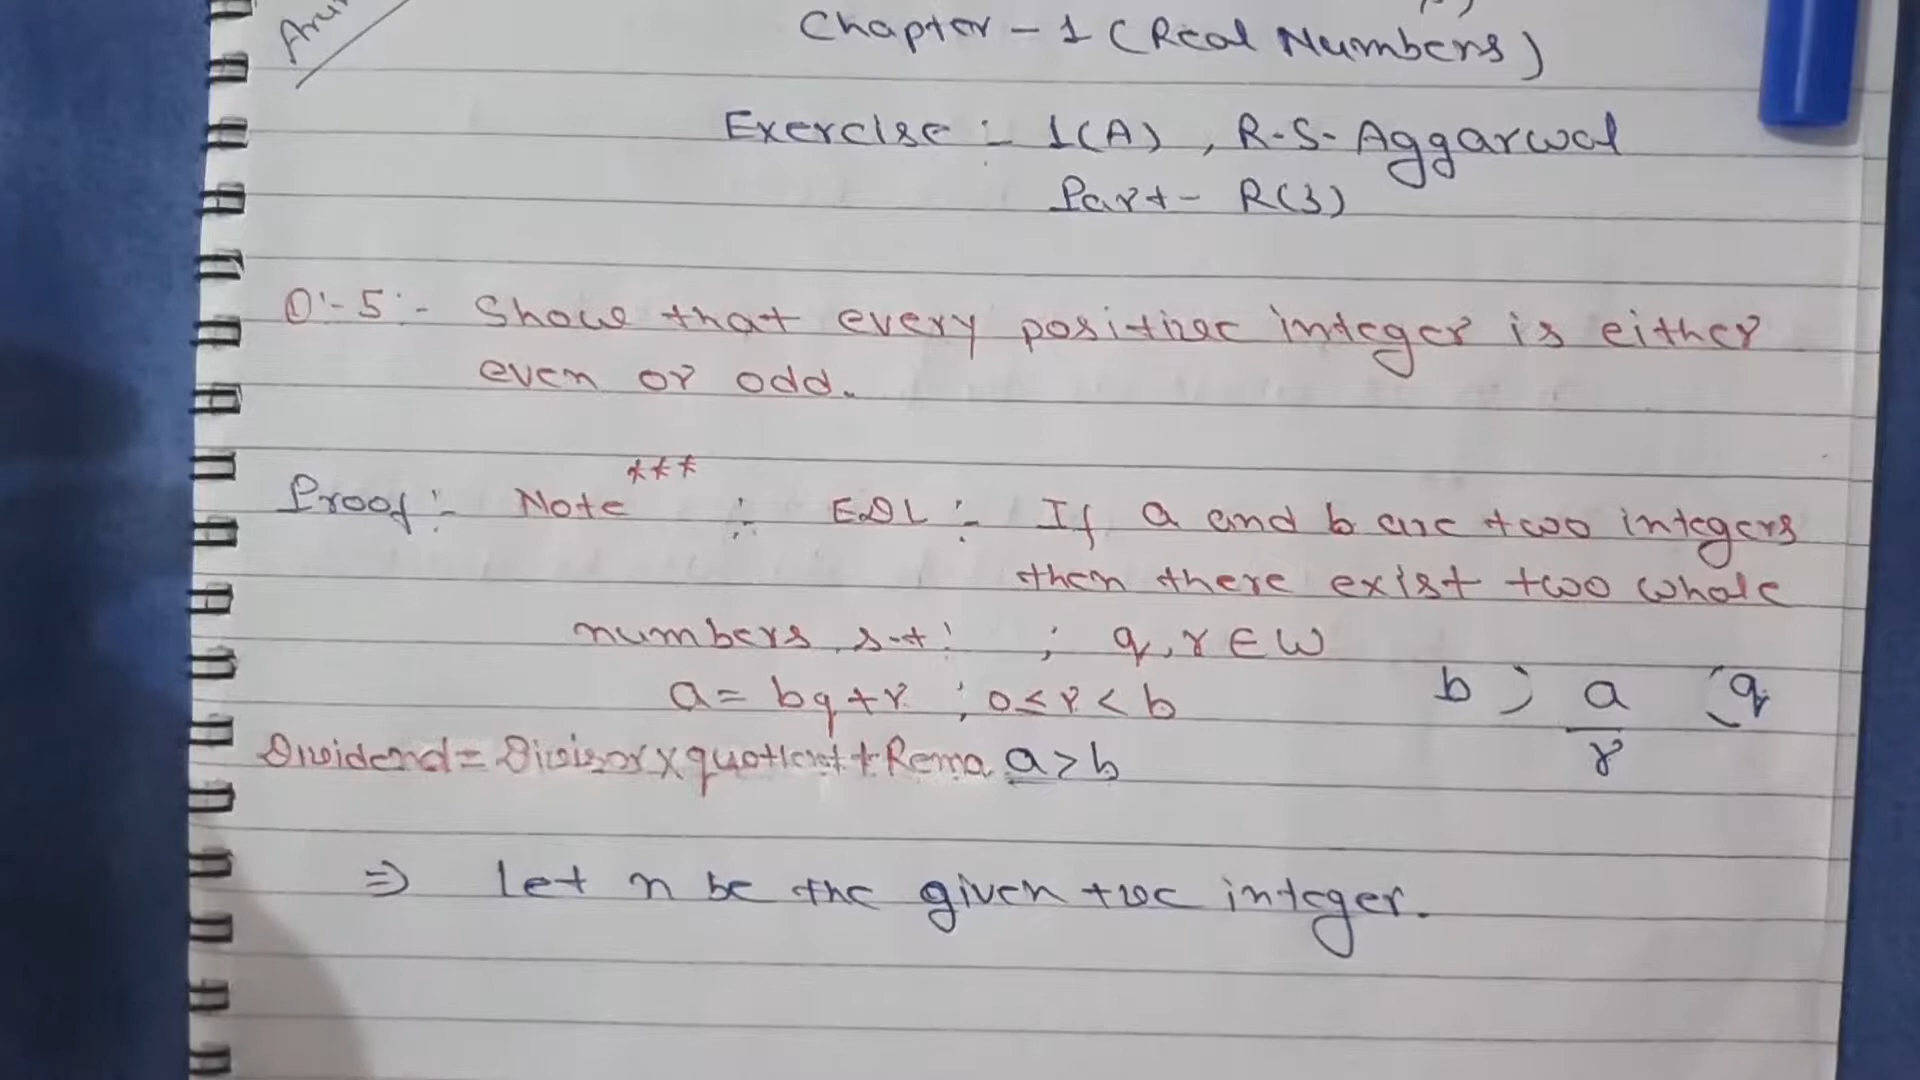 Chapter - 1 (Real Numbers)
Exercise :- 1(A), R.S. Aggarwal
Part - R(3)
Q:-5:- Show that every positive integer is either
even or odd.
***
Proof:- Note :- EDL :- If a and b are two integers
then there exist two whole
numbers s.t. ; q, r ∈ W
a = bq + r ; 0 ≤ r < b
b ) a ( q
r
Dividend = Divisor x quotient + Rema a > b
⇒ Let n be the given +ve integer.